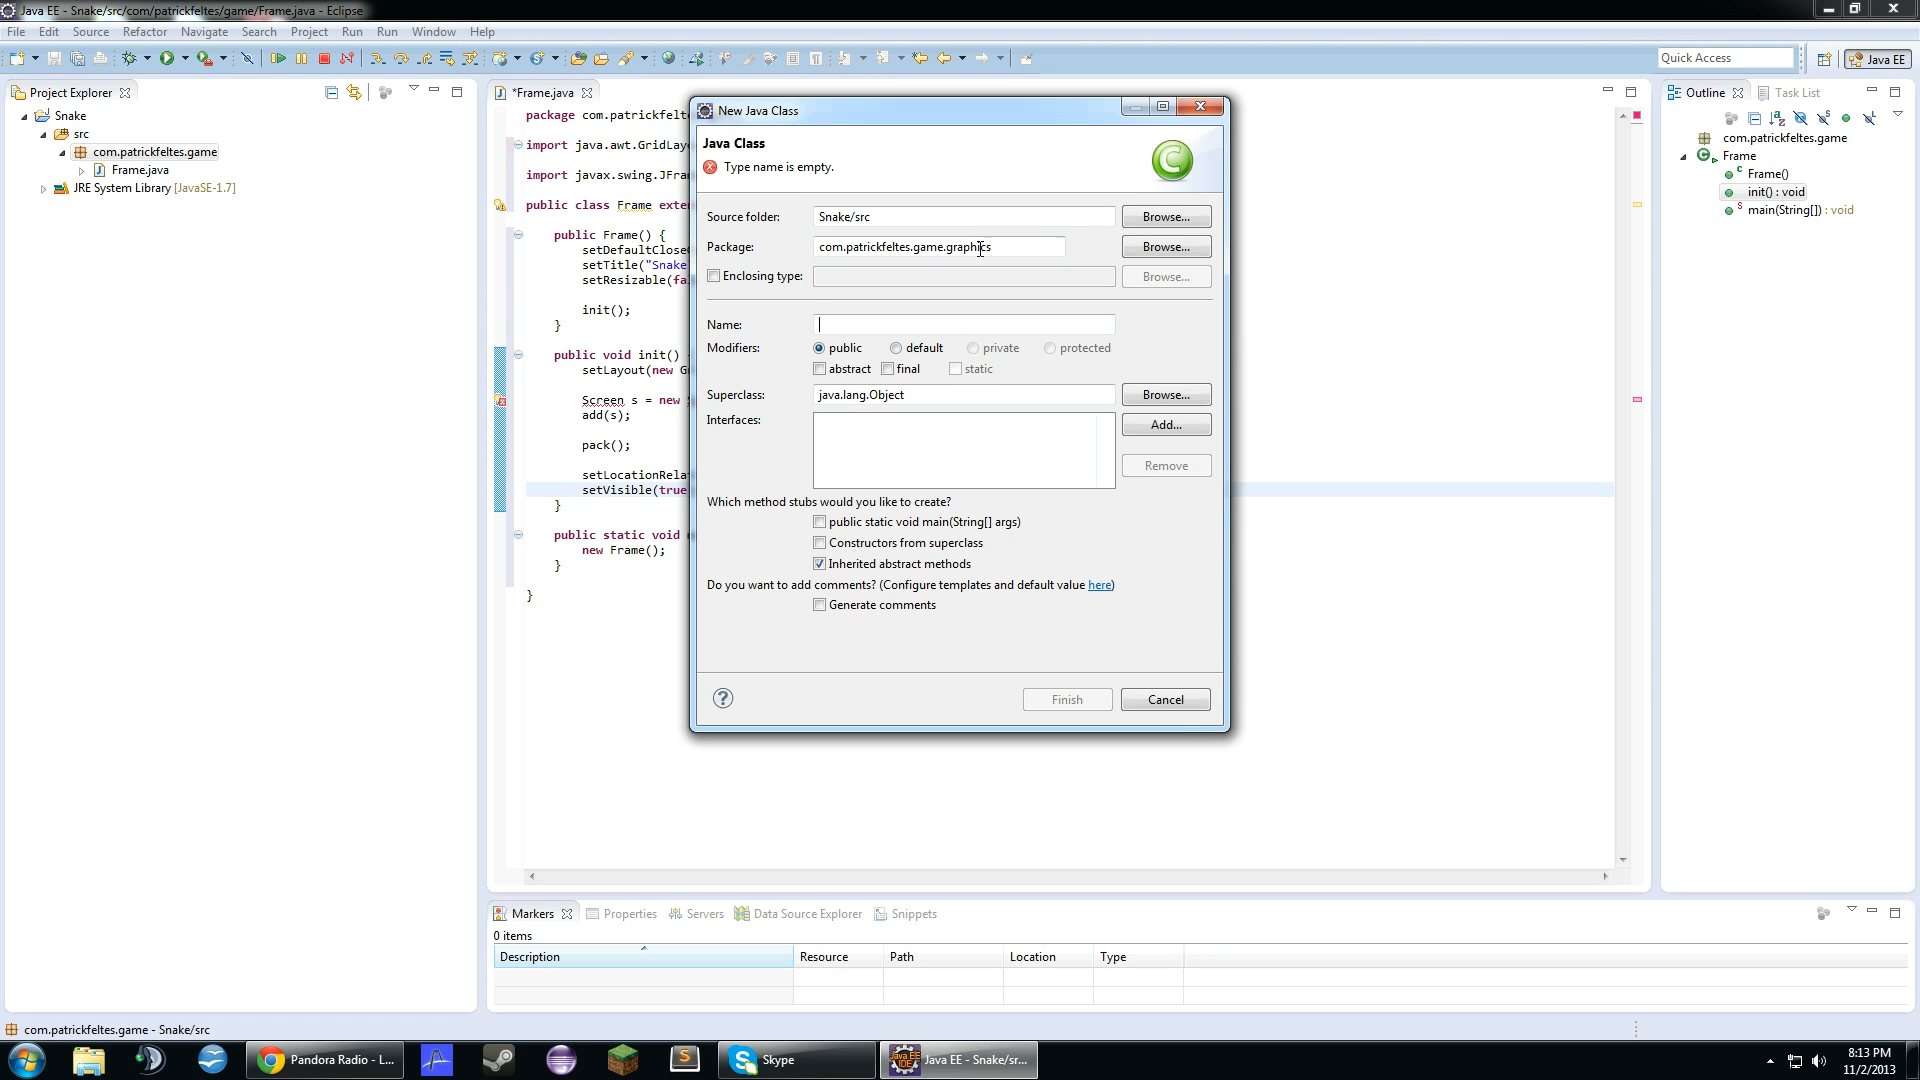 Java EE - Snake/src/com/patrickfeltes/game/Frame.java - Eclipse
File Edit Source Refactor Navigate Search Project Run Run Window Help
Quick Access
Java EE
Project Explorer
Snake
src
com.patrickfeltes.game
Frame.java
JRE System Library [JavaSE-1.7]
*Frame.java
package com.patrickfelte
import java.awt.GridLay
import javax.swing.JFra
public class Frame exte
public Frame() {
setDefaultClose
setTitle("Snake
setResizable(fa
init();
}
public void init()
setLayout(new G
Screen s = new
add(s);
pack();
setLocationRela
setVisible(true
}
public static void
new Frame();
}
}
New Java Class
Java Class
Type name is empty.
Source folder: Snake/src Browse...
Package: com.patrickfeltes.game.graphics Browse...
Enclosing type: Browse...
Name:
Modifiers: public default private protected
abstract final static
Superclass: java.lang.Object Browse...
Interfaces: Add...
Remove
Which method stubs would you like to create?
public static void main(String[] args)
Constructors from superclass
Inherited abstract methods
Do you want to add comments? (Configure templates and default value here)
Generate comments
Finish Cancel
Outline Task List
com.patrickfeltes.game
Frame
Frame()
init() : void
main(String[]) : void
Markers Properties Servers Data Source Explorer Snippets
0 items
Description Resource Path Location Type
com.patrickfeltes.game - Snake/src
Pandora Radio - L...
Skype
Java EE - Snake/sr...
8:13 PM
11/2/2013